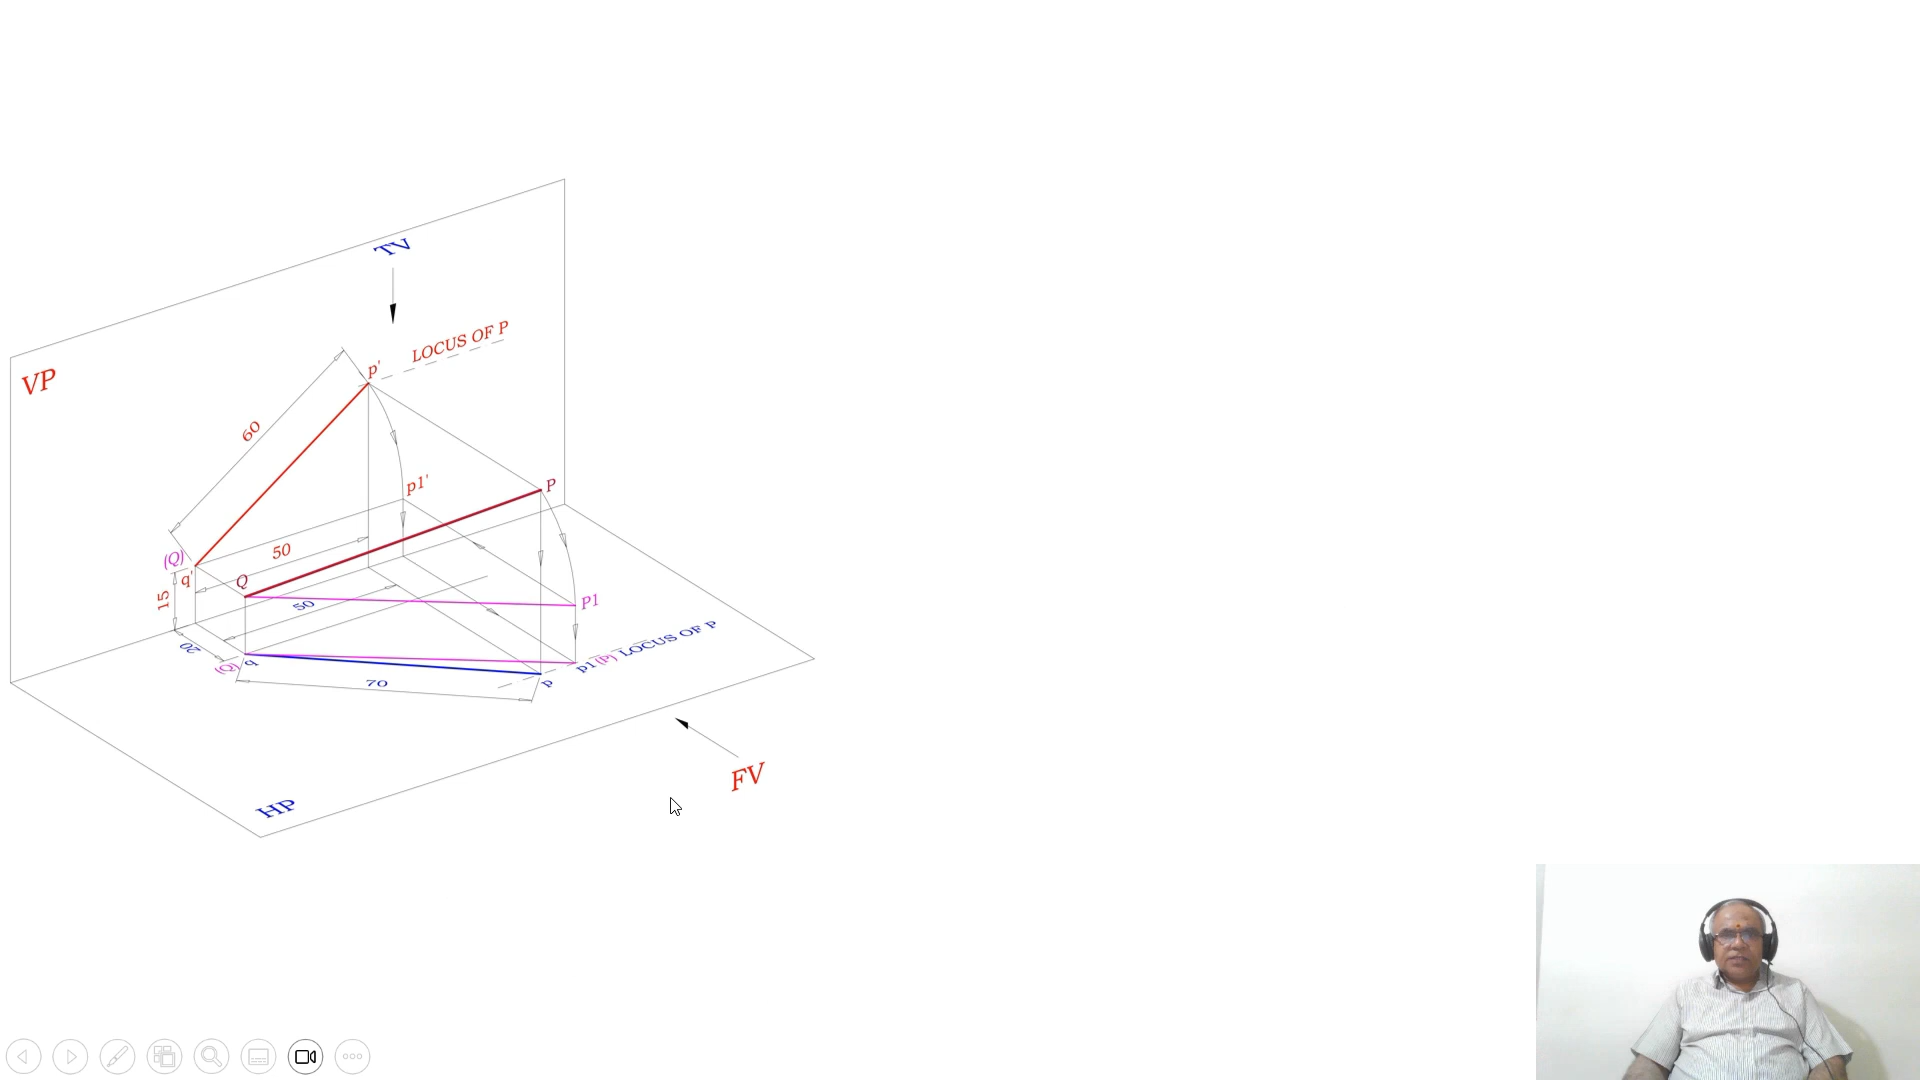 TV
LOCUS OF P
p'
VP
60
p1'
P
50
(Q)
q'
Q
15
50
P1
20
(Q) q
p1(P) LOCUS OF P
70
p
FV
HP